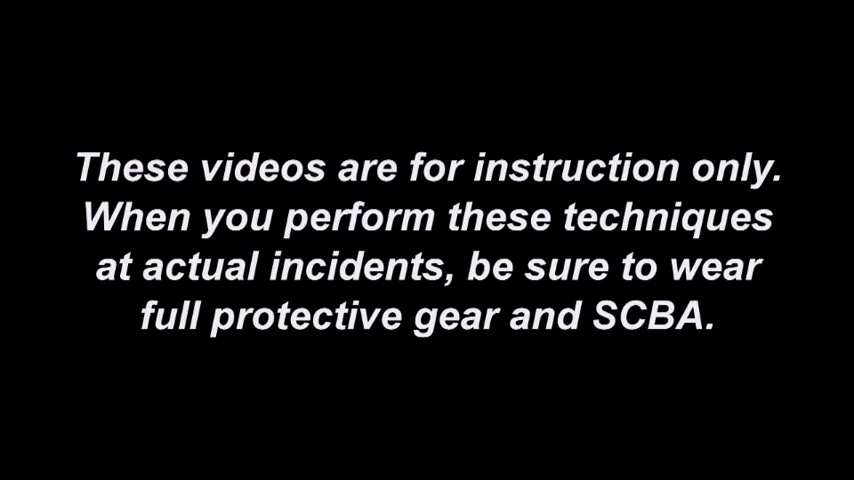 These videos are for instruction only.
When you perform these techniques
at actual incidents, be sure to wear
full protective gear and SCBA.